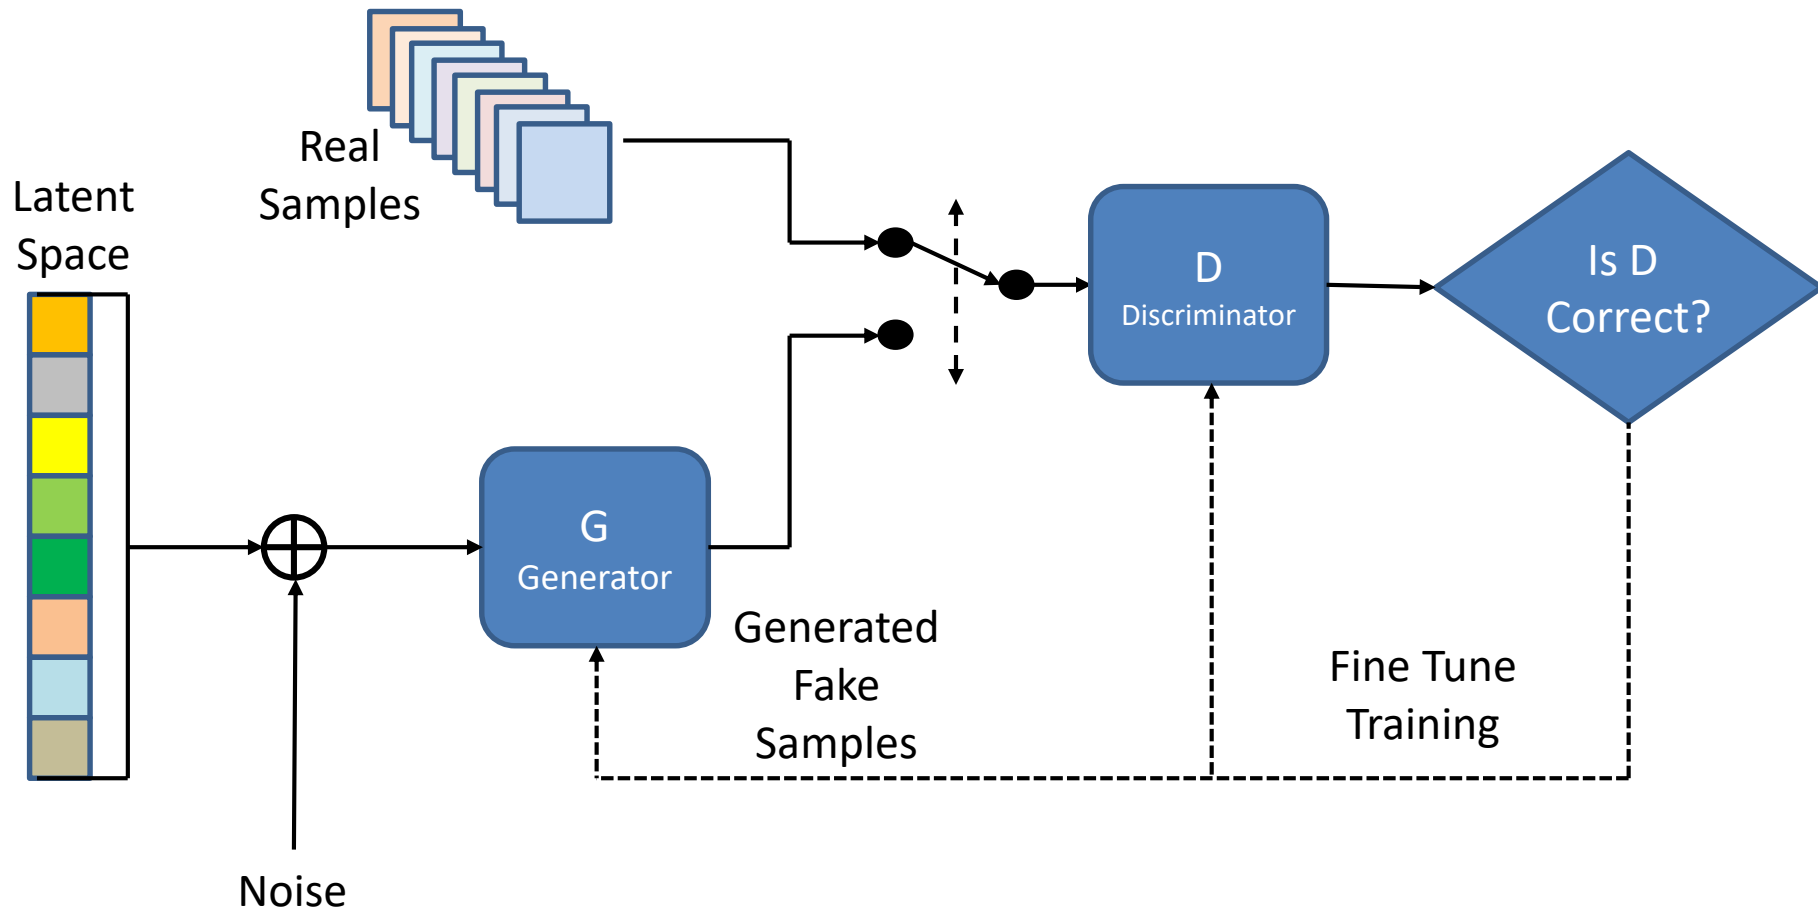 Real
Samples
Latent
Space
D
Discriminator
Is D
Correct?
G
Generator
Generated
Fake
Samples
Fine Tune
Training
Noise